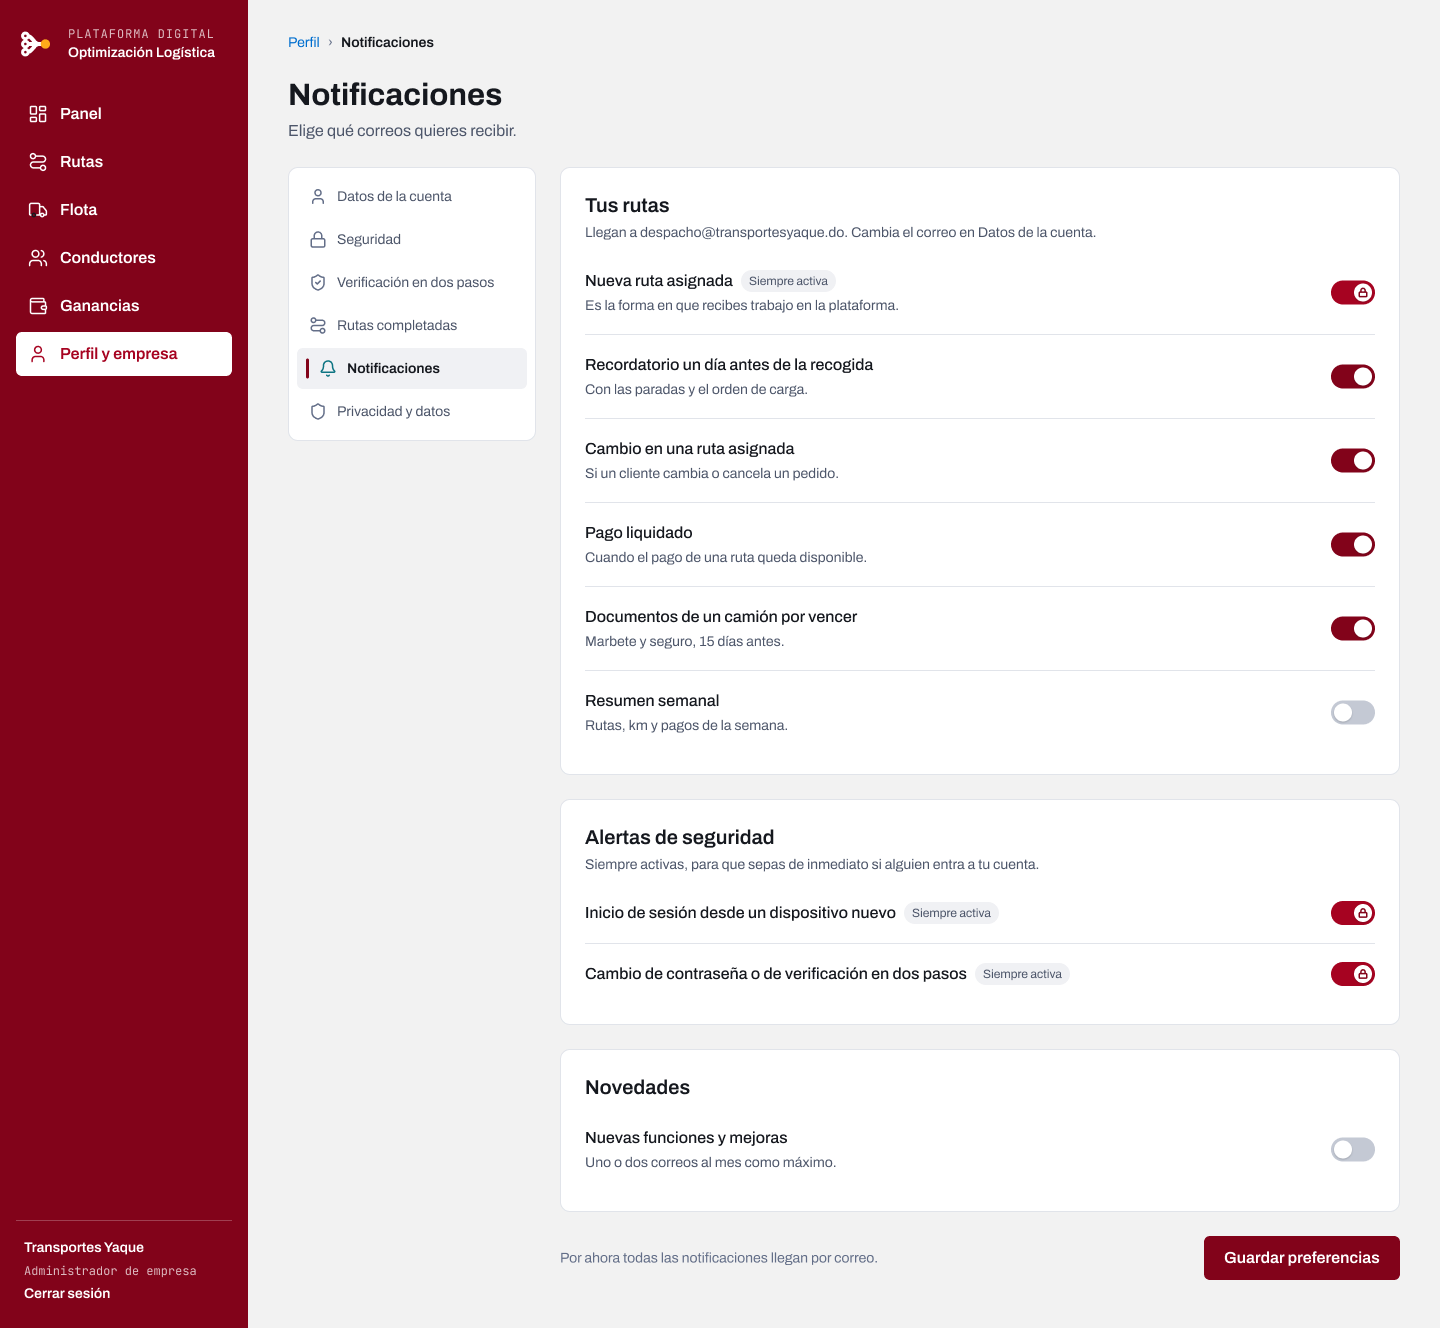 PLATAFORMA DIGITAL
Optimización Logística
Panel
Rutas
Flota
Conductores
Ganancias
Perfil y empresa
Transportes Yaque
Administrador de empresa
Cerrar sesión
Perfil › Notificaciones
Notificaciones
Elige qué correos quieres recibir.
Datos de la cuenta
Seguridad
Verificación en dos pasos
Rutas completadas
Notificaciones
Privacidad y datos
Tus rutas
Llegan a despacho@transportesyaque.do. Cambia el correo en Datos de la cuenta.
Nueva ruta asignada Siempre activa
Es la forma en que recibes trabajo en la plataforma.
Recordatorio un día antes de la recogida
Con las paradas y el orden de carga.
Cambio en una ruta asignada
Si un cliente cambia o cancela un pedido.
Pago liquidado
Cuando el pago de una ruta queda disponible.
Documentos de un camión por vencer
Marbete y seguro, 15 días antes.
Resumen semanal
Rutas, km y pagos de la semana.
Alertas de seguridad
Siempre activas, para que sepas de inmediato si alguien entra a tu cuenta.
Inicio de sesión desde un dispositivo nuevo Siempre activa
Cambio de contraseña o de verificación en dos pasos Siempre activa
Novedades
Nuevas funciones y mejoras
Uno o dos correos al mes como máximo.
Por ahora todas las notificaciones llegan por correo.
Guardar preferencias